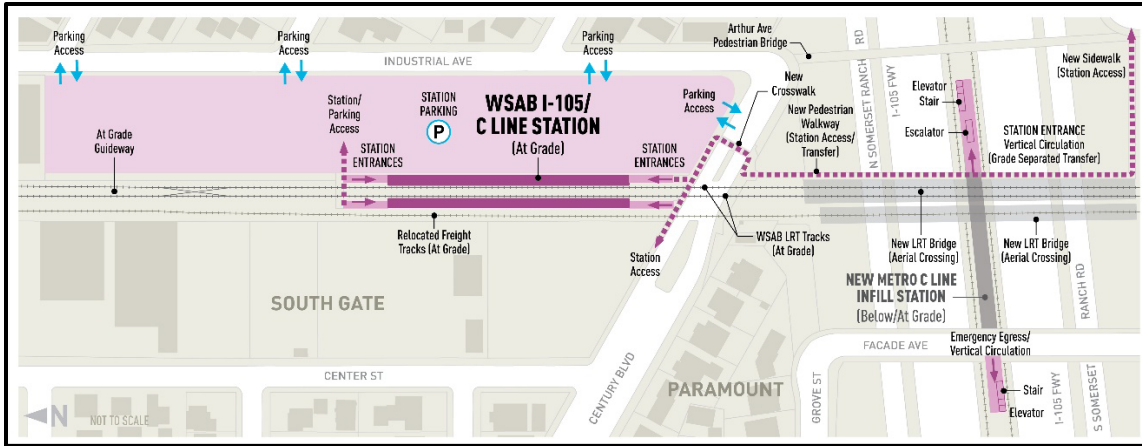 Parking
Access
Parking
Access
Parking
Access
INDUSTRIAL AVE
Arthur Ave
Pedestrian Bridge
N SOMERSET RANCH RD
I-105 FWY
New Sidewalk
(Station Access)
New
Crosswalk
Parking
Access
Elevator
Stair
Escalator
STATION ENTRANCE
Vertical Circulation
(Grade Separated Transfer)
New Pedestrian
Walkway
(Station Access/
Transfer)
At Grade
Guideway
Station/
Parking
Access
STATION
PARKING
P
WSAB I-105/
C LINE STATION
(At Grade)
STATION
ENTRANCES
STATION
ENTRANCES
Relocated Freight
Tracks (At Grade)
Station
Access
WSAB LRT Tracks
(At Grade)
New LRT Bridge
(Aerial Crossing)
New LRT Bridge
(Aerial Crossing)
SOUTH GATE
NEW METRO C LINE
INFILL STATION
(Below/At Grade)
RANCH RD
FACADE AVE
Emergency Egress/
Vertical Circulation
CENTER ST
CENTURY BLVD
PARAMOUNT
GROVE ST
Stair
Elevator
I-105 FWY
S SOMERSET
N
NOT TO SCALE